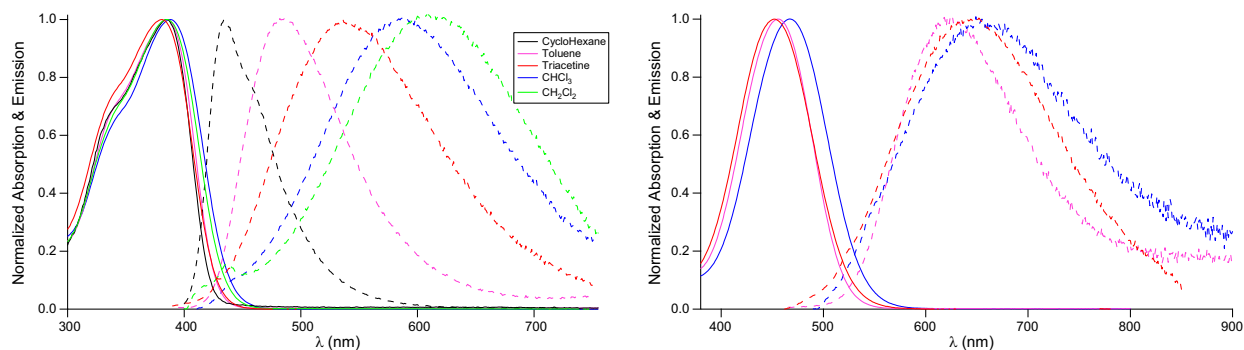 Normalized Absorption & Emission
1.0
0.8
0.6
0.4
0.2
0.0
300
400
500
600
700
λ (nm)
CycloHexane
Toluene
Triacetine
CHCl₃
CH₂Cl₂
Normalized Absorption & Emission
1.0
0.8
0.6
0.4
0.2
0.0
400
500
600
700
800
900
λ (nm)